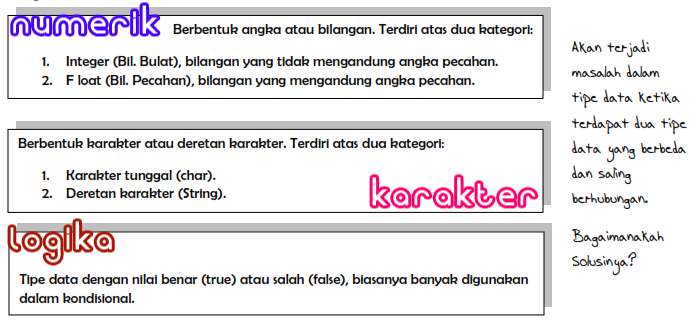 numerik Berbentuk angka atau bilangan. Terdiri atas dua kategori:
1. Integer (Bil. Bulat), bilangan yang tidak mengandung angka pecahan.
2. F loat (Bil. Pecahan), bilangan yang mengandung angka pecahan.
Berbentuk karakter atau deretan karakter. Terdiri atas dua kategori:
1. Karakter tunggal (char).
2. Deretan karakter (String).
karakter
logika
Tipe data dengan nilai benar (true) atau salah (false), biasanya banyak digunakan
dalam kondisional.
Akan terjadi
masalah dalam
tipe data ketika
terdapat dua tipe
data yang berbeda
dan saling
berhubungan.
Bagaimanakah
Solusinya?